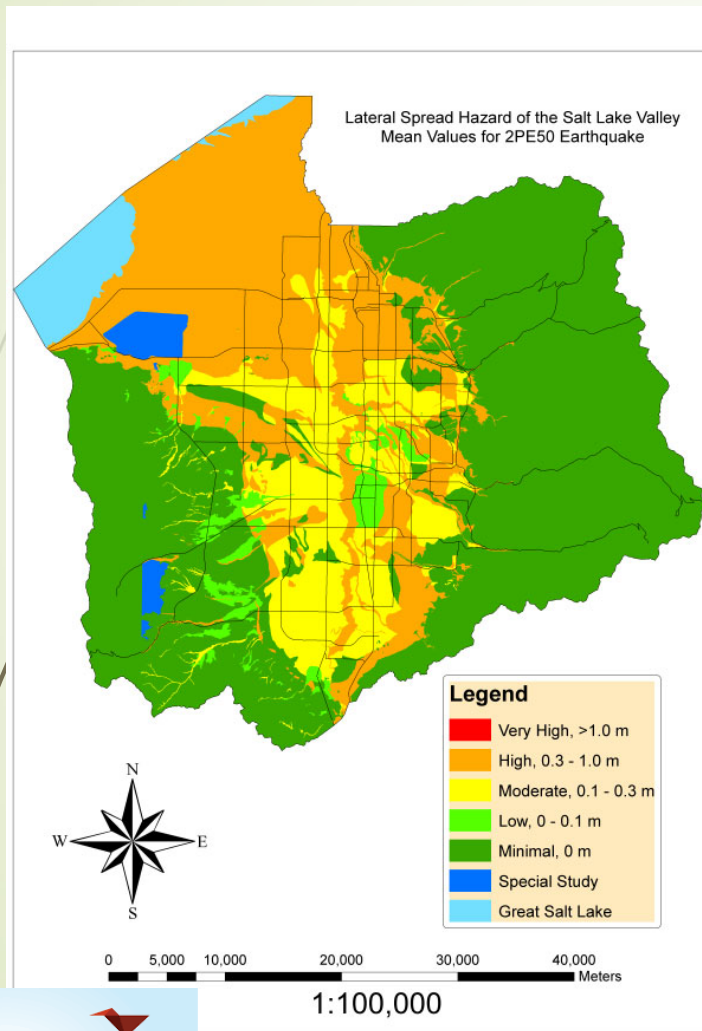 Lateral Spread Hazard of the Salt Lake Valley
Mean Values for 2PE50 Earthquake
Legend
Very High, >1.0 m
High, 0.3 - 1.0 m
Moderate, 0.1 - 0.3 m
Low, 0 - 0.1 m
Minimal, 0 m
Special Study
Great Salt Lake
N
W E
S
0 5,000 10,000 20,000 30,000 40,000
Meters
1:100,000